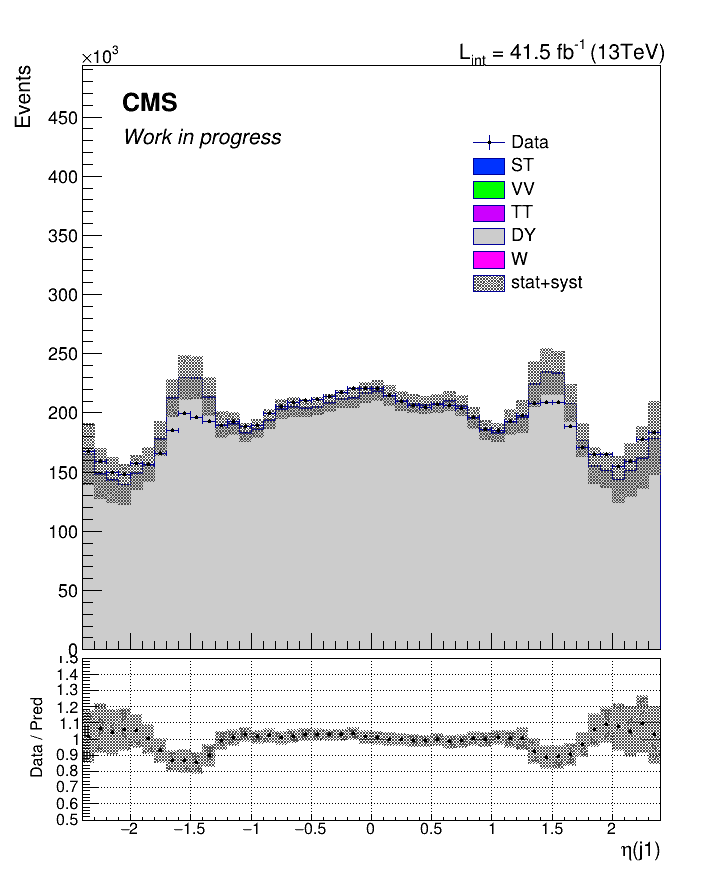 ×10³
L_int = 41.5 fb⁻¹ (13TeV)
Events
CMS
Work in progress
Data
ST
VV
TT
DY
W
stat+syst
450
400
350
300
250
200
150
100
50
0
Data / Pred
1.5
1.4
1.3
1.2
1.1
1
0.9
0.8
0.7
0.6
0.5
−2 −1.5 −1 −0.5 0 0.5 1 1.5 2
η(j1)